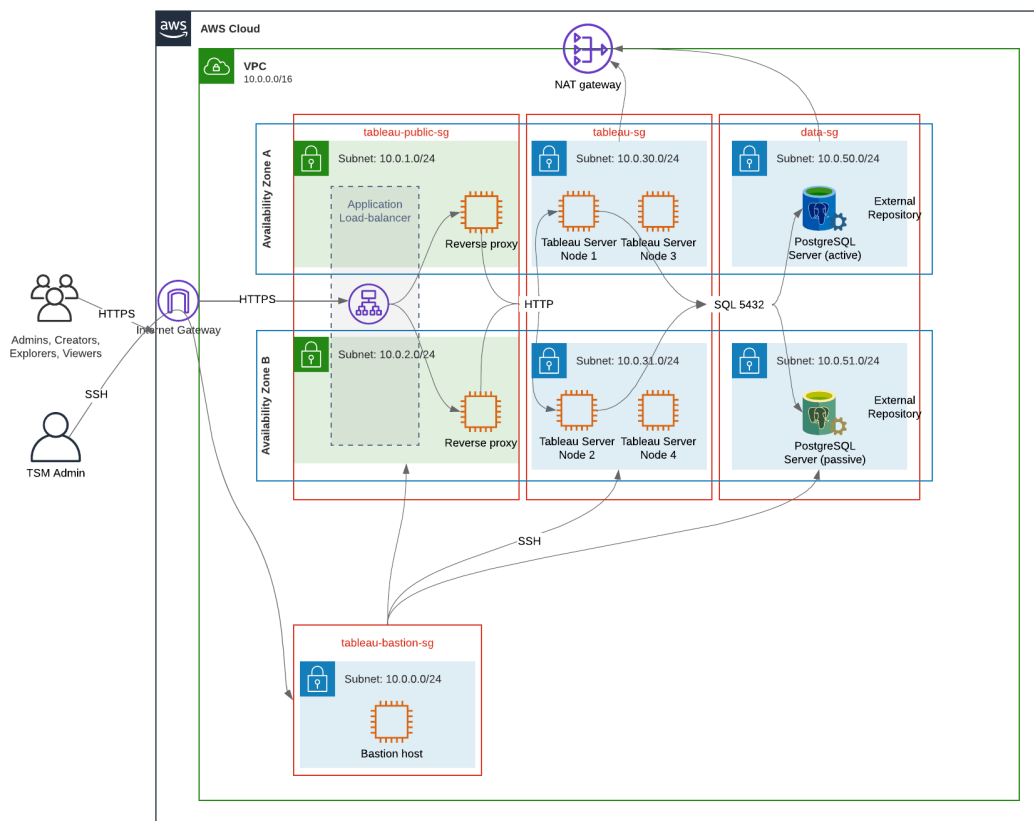 aws
AWS Cloud
VPC
10.0.0.0/16
NAT gateway
tableau-public-sg
tableau-sg
data-sg
Availability Zone A
Subnet: 10.0.1.0/24
Subnet: 10.0.30.0/24
Subnet: 10.0.50.0/24
Application
Load-balancer
Reverse proxy
Tableau Server
Node 1
Tableau Server
Node 3
PostgreSQL
Server (active)
External
Repository
HTTPS
Admins, Creators,
Explorers, Viewers
Internet Gateway
HTTPS
HTTP
SQL 5432
Availability Zone B
Subnet: 10.0.2.0/24
Subnet: 10.0.31.0/24
Subnet: 10.0.51.0/24
Reverse proxy
Tableau Server
Node 2
Tableau Server
Node 4
PostgreSQL
Server (passive)
External
Repository
SSH
TSM Admin
SSH
tableau-bastion-sg
Subnet: 10.0.0.0/24
Bastion host